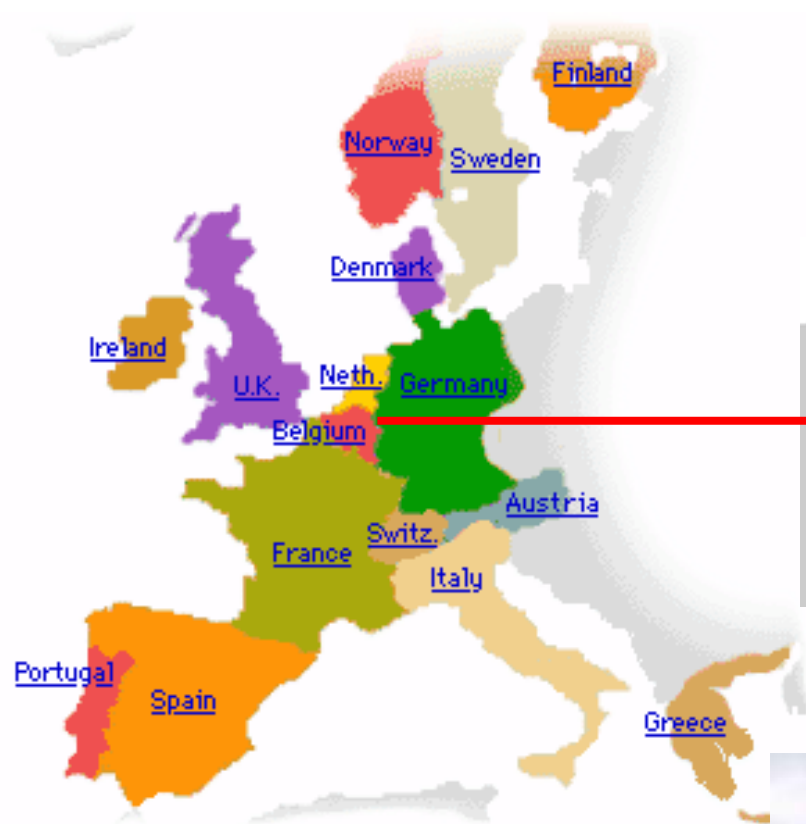 Finland
Norway
Sweden
Denmark
Ireland
Neth.
U.K.
Germany
Belgium
Austria
Switz.
France
Italy
Portugal
Spain
Greece